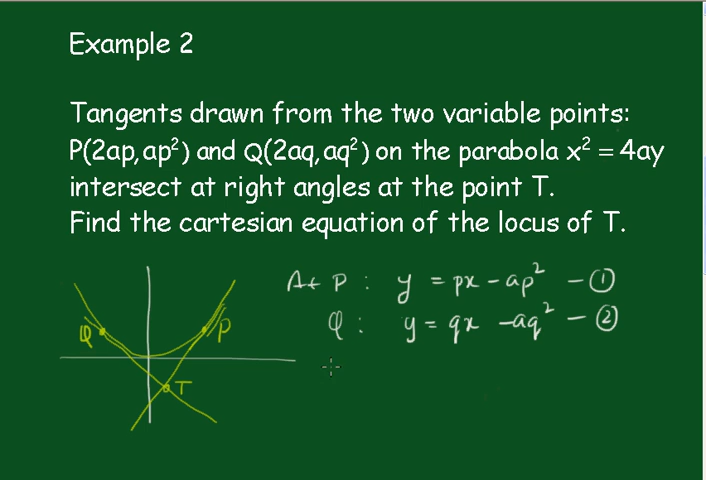 Example 2
Tangents drawn from the two variable points:
P(2ap, ap²) and Q(2aq, aq²) on the parabola x² = 4ay
intersect at right angles at the point T.
Find the cartesian equation of the locus of T.
At P : y = px - ap² - ①
Q : y = qx - aq² - ②
Q
P
T